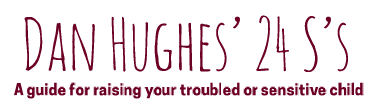 DAN HUGHES' 24 S's
A guide for raising your troubled or sensitive child